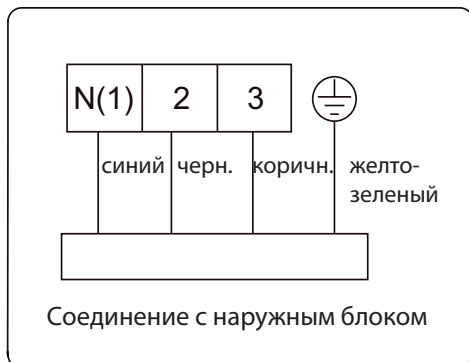 N(1) 2 3
синий черн. коричн. желто-
зеленый
Соединение с наружным блоком